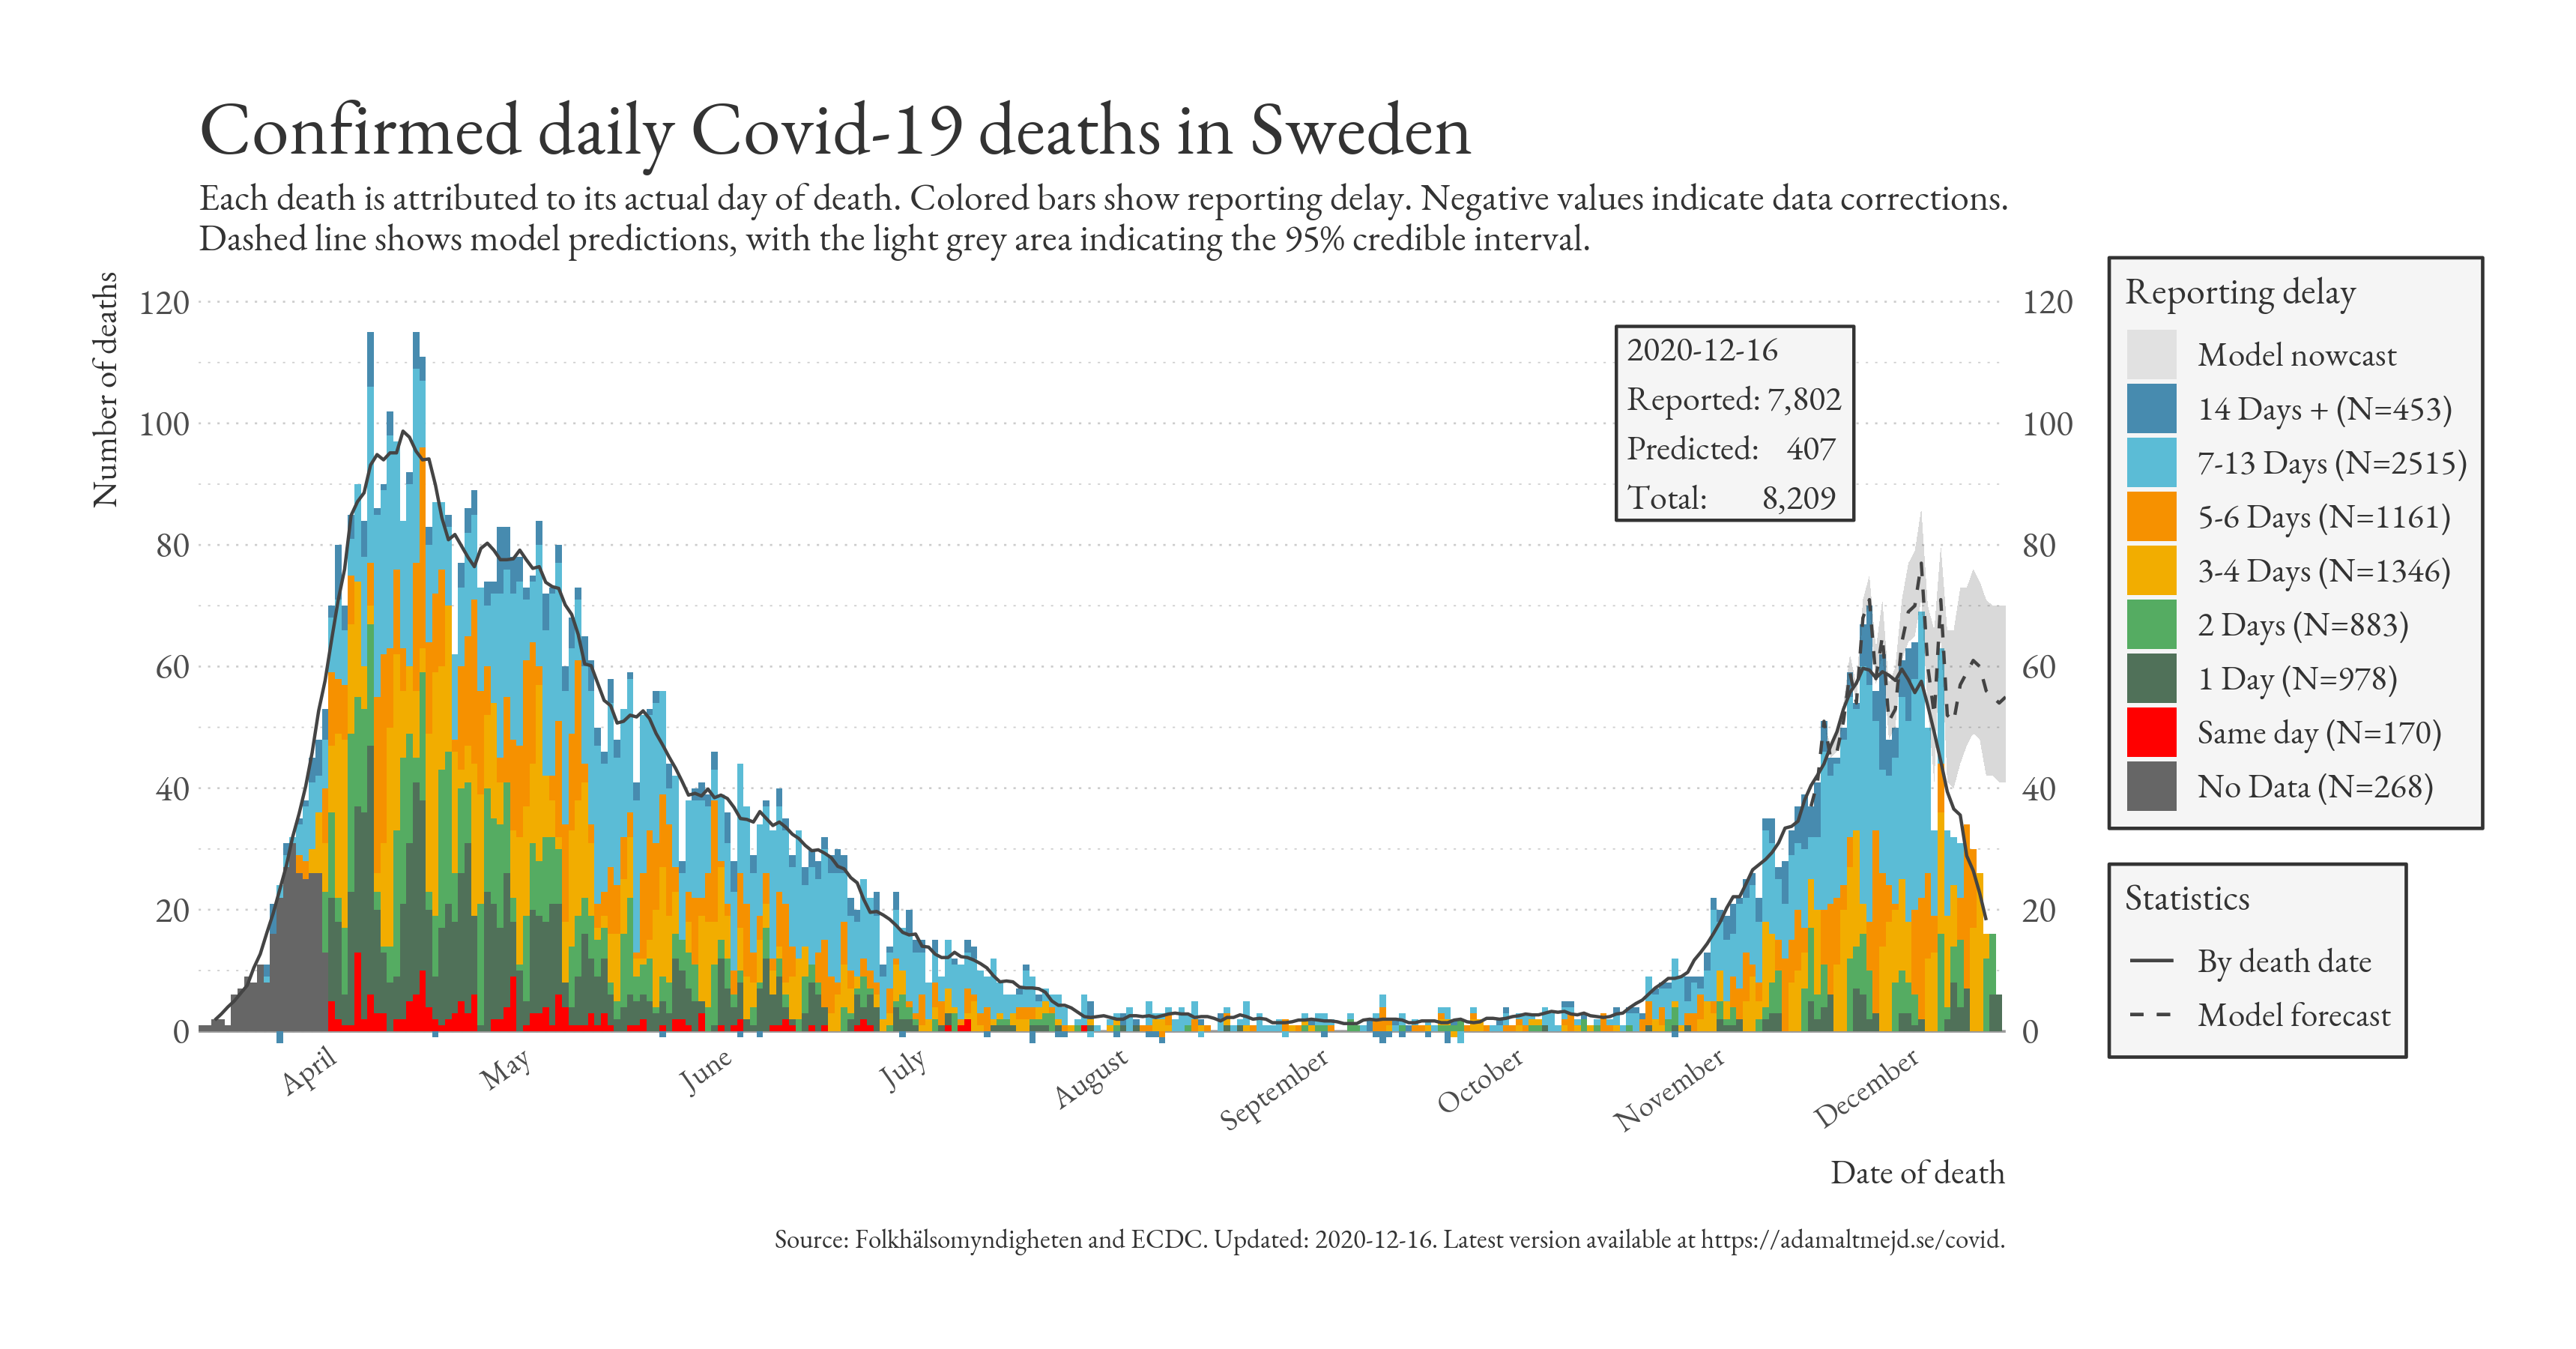 Confirmed daily Covid-19 deaths in Sweden
Each death is attributed to its actual day of death. Colored bars show reporting delay. Negative values indicate data corrections.
Dashed line shows model predictions, with the light grey area indicating the 95% credible interval.
Number of deaths
120
100
80
60
40
20
0
2020-12-16
Reported: 7,802
Predicted: 407
Total: 8,209
120
100
80
60
40
20
0
April
May
June
July
August
September
October
November
December
Date of death
Reporting delay
Model nowcast
14 Days + (N=453)
7-13 Days (N=2515)
5-6 Days (N=1161)
3-4 Days (N=1346)
2 Days (N=883)
1 Day (N=978)
Same day (N=170)
No Data (N=268)
Statistics
By death date
Model forecast
Source: Folkhälsomyndigheten and ECDC. Updated: 2020-12-16. Latest version available at https://adamaltmejd.se/covid.